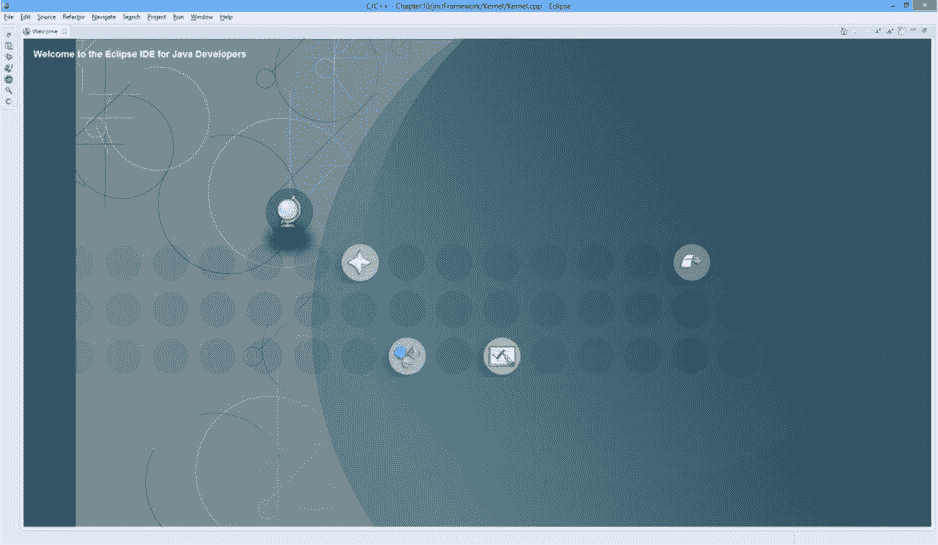 C/C++ - Chapter10/jni/Framework/Kernel/Kernel.cpp - Eclipse
File Edit Source Refactor Navigate Search Project Run Window Help
Welcome
Welcome to the Eclipse IDE for Java Developers